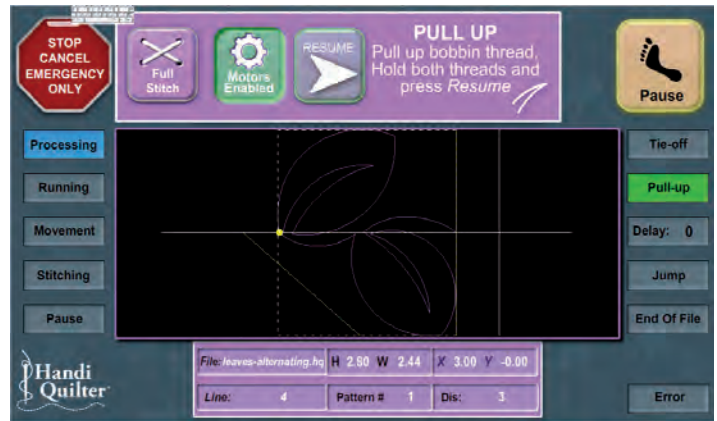 STOP
CANCEL
EMERGENCY
ONLY
Full
Stitch
Motors
Enabled
RESUME
PULL UP
Pull up bobbin thread,
Hold both threads and
press Resume
Pause
Processing
Running
Movement
Stitching
Pause
Tie-off
Pull-up
Delay: 0
Jump
End Of File
Error
Handi
Quilter
File: leaves-alternating.hq H 2.80 W 2.44 X 3.00 Y -0.00
Line: 4 Pattern # 1 Dis: 3